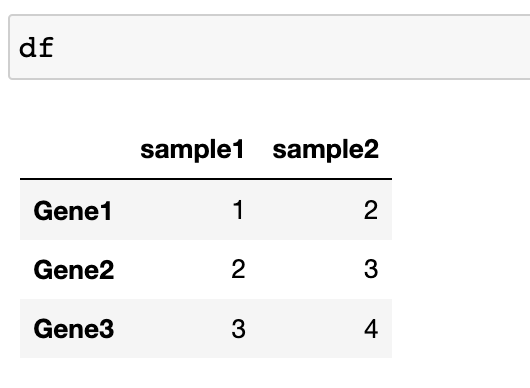 df
sample1 sample2
Gene1 1 2
Gene2 2 3
Gene3 3 4